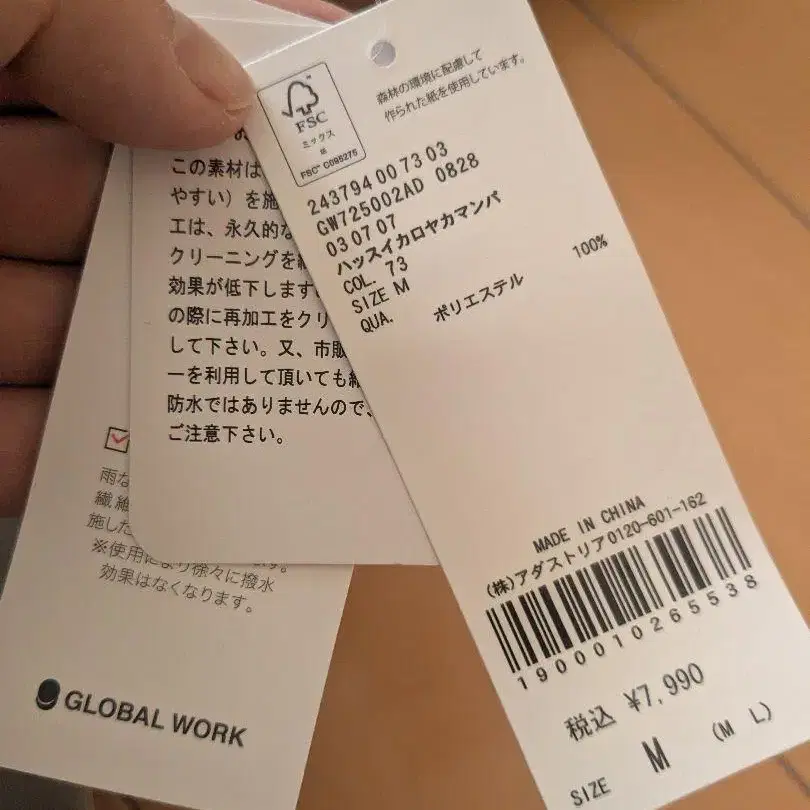 FSC
ミックス
紙
FSC™ C095275
森林の環境に配慮して
作られた紙を使用しています。
243794 00 73 03
GW725002AD 0828
03 07 07
ハッスイカロヤカマンパ
COL. 73
SIZE M
QUA.
ポリエステル 100%
MADE IN CHINA
(株)アダストリア0120-601-162
1900010265538
税込 ¥7,990
SIZE M (M L)
この素材は
やすい）を施
工は、永久的な
クリーニングを
効果が低下します
の際に再加工をクリ
して下さい。又、市販
ーを利用して頂いても
防水ではありませんので、
ご注意下さい。
雨な
繊維
施した
※使用により徐々に撥水
効果はなくなります。
GLOBAL WORK